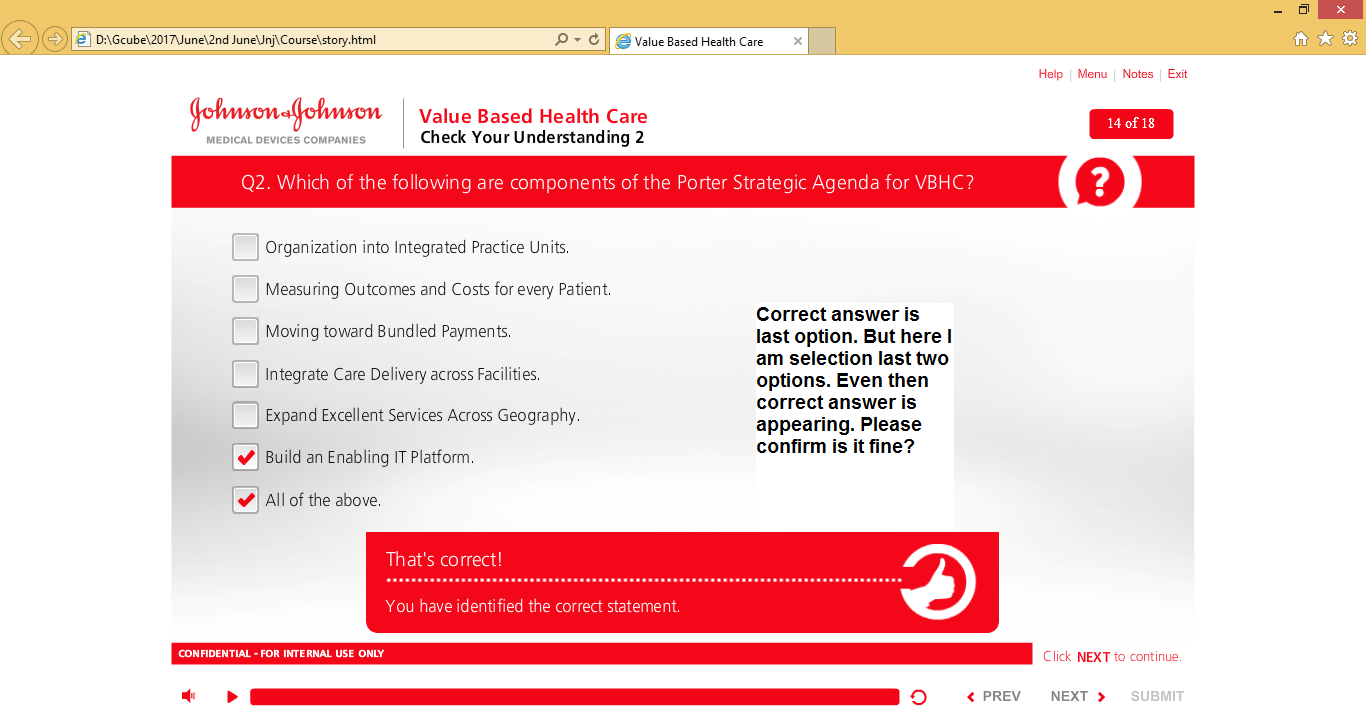 D:\Gcube\2017\June\2nd June\Jnj\Course\story.html
Value Based Health Care
Help | Menu | Notes | Exit
Johnson & Johnson
MEDICAL DEVICES COMPANIES
Value Based Health Care
Check Your Understanding 2
14 of 18
Q2. Which of the following are components of the Porter Strategic Agenda for VBHC?
?
Organization into Integrated Practice Units.
Measuring Outcomes and Costs for every Patient.
Moving toward Bundled Payments.
Integrate Care Delivery across Facilities.
Expand Excellent Services Across Geography.
Build an Enabling IT Platform.
All of the above.
Correct answer is
last option. But here I
am selection last two
options. Even then
correct answer is
appearing. Please
confirm is it fine?
That's correct!
You have identified the correct statement.
CONFIDENTIAL - FOR INTERNAL USE ONLY
Click NEXT to continue.
PREV
NEXT
SUBMIT